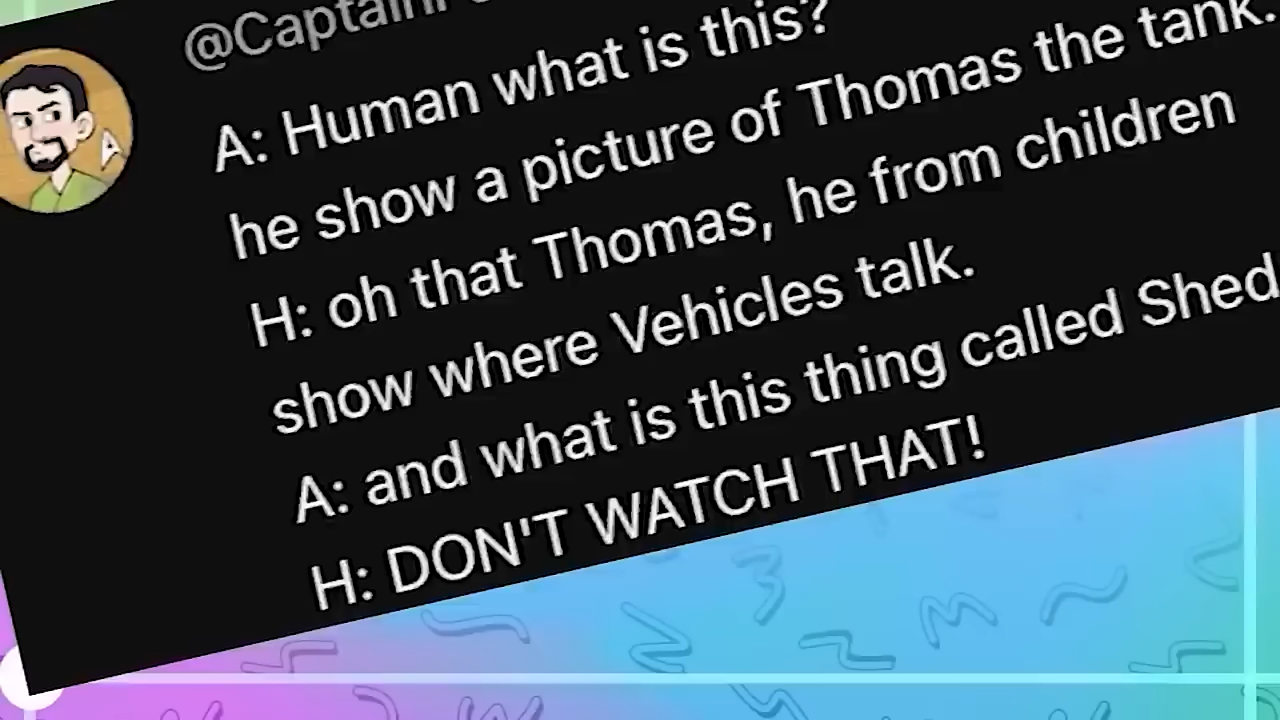 A: Human what is this?
he show a picture of Thomas the tank.
H: oh that Thomas, he from children
show where Vehicles talk.
A: and what is this thing called Shed
H: DON'T WATCH THAT!